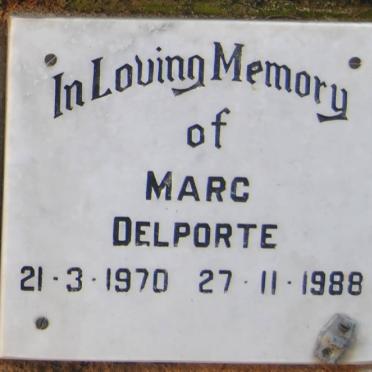 In Loving Memory
of
MARC
DELPORTE
21·3·1970 27·11·1988